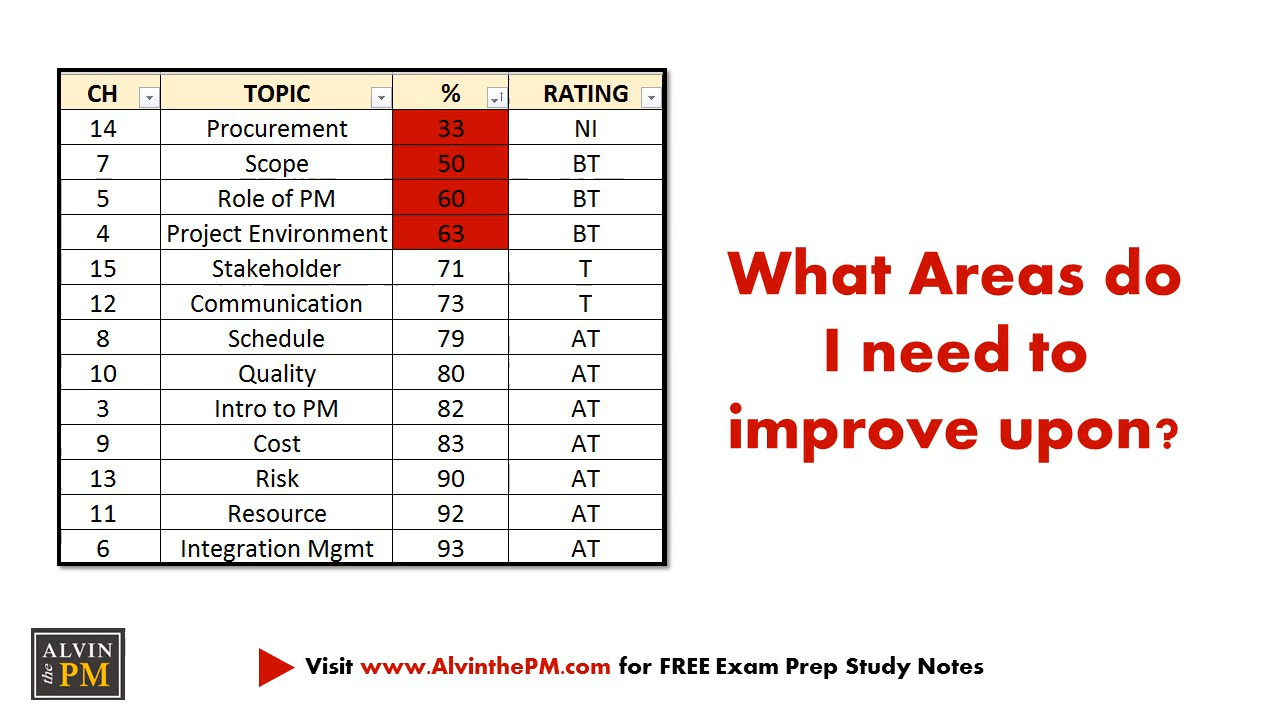 CH TOPIC % RATING
14 Procurement 33 NI
7 Scope 50 BT
5 Role of PM 60 BT
4 Project Environment 63 BT
15 Stakeholder 71 T
12 Communication 73 T
8 Schedule 79 AT
10 Quality 80 AT
3 Intro to PM 82 AT
9 Cost 83 AT
13 Risk 90 AT
11 Resource 92 AT
6 Integration Mgmt 93 AT
What Areas do
I need to
improve upon?
ALVIN
the PM
Visit www.AlvinthePM.com for FREE Exam Prep Study Notes